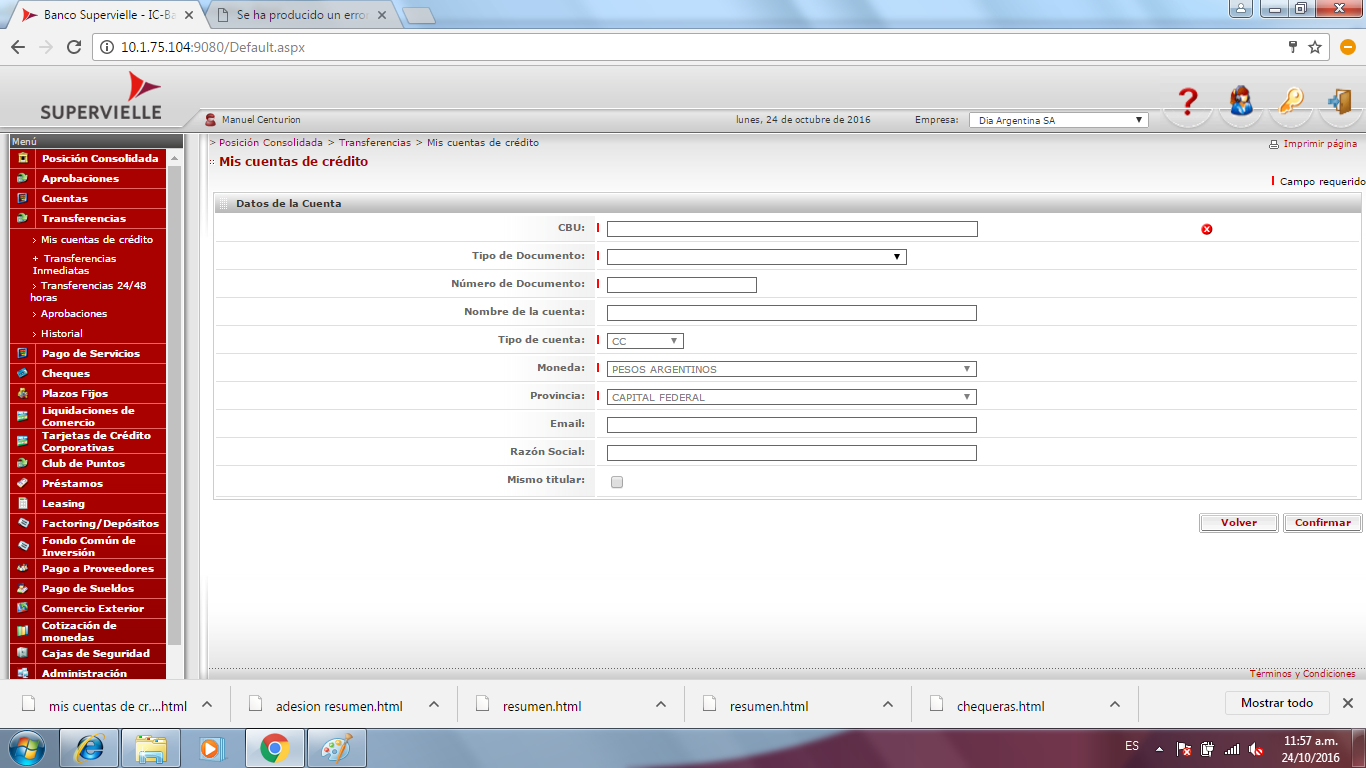 Banco Supervielle - IC-Ba
Se ha producido un erro
10.1.75.104:9080/Default.aspx
SUPERVIELLE
Manuel Centurion
lunes, 24 de octubre de 2016
Empresa:
Dia Argentina SA
Menú
Posición Consolidada
Aprobaciones
Cuentas
Transferencias
› Mis cuentas de crédito
+ Transferencias
Inmediatas
› Transferencias 24/48
horas
› Aprobaciones
› Historial
Pago de Servicios
Cheques
Plazos Fijos
Liquidaciones de
Comercio
Tarjetas de Crédito
Corporativas
Club de Puntos
Préstamos
Leasing
Factoring/Depósitos
Fondo Común de
Inversión
Pago a Proveedores
Pago de Sueldos
Comercio Exterior
Cotización de
monedas
Cajas de Seguridad
Administración
> Posición Consolidada > Transferencias > Mis cuentas de crédito
Imprimir página
Mis cuentas de crédito
Campo requerido
Datos de la Cuenta
CBU:
Tipo de Documento:
Número de Documento:
Nombre de la cuenta:
Tipo de cuenta: CC
Moneda: PESOS ARGENTINOS
Provincia: CAPITAL FEDERAL
Email:
Razón Social:
Mismo titular:
Volver
Confirmar
Términos y Condiciones
mis cuentas de cr....html
adesion resumen.html
resumen.html
resumen.html
chequeras.html
Mostrar todo
ES
11:57 a.m.
24/10/2016